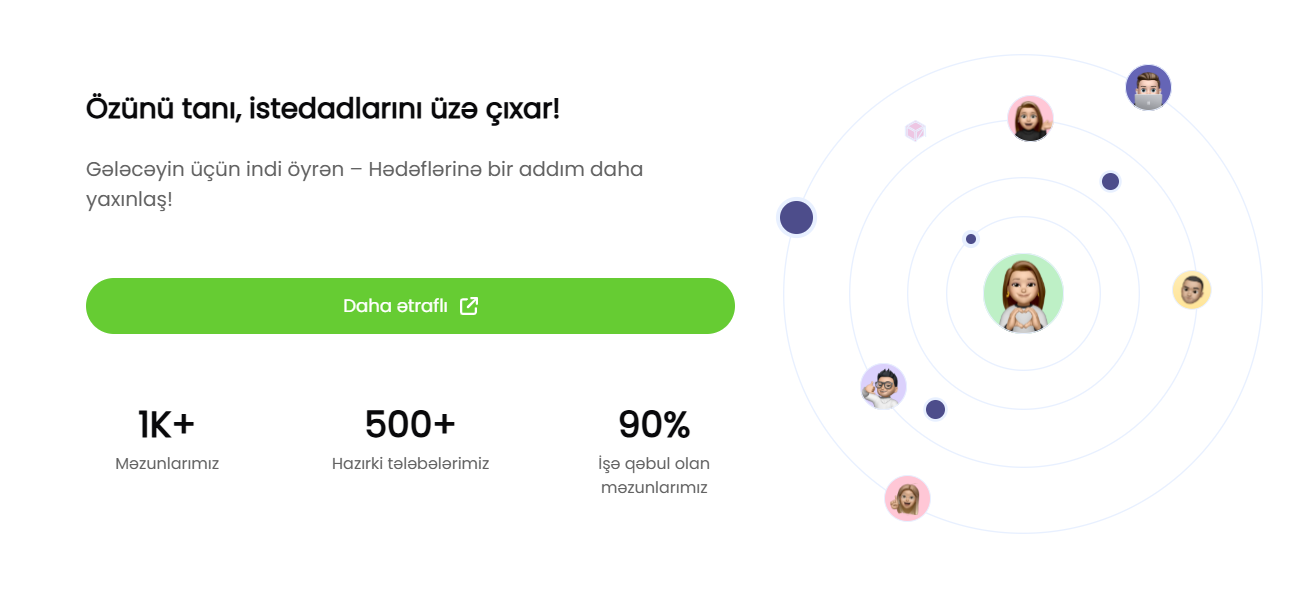 Özünü tanı, istedadlarını üzə çıxar!
Gələcəyin üçün indi öyrən – Hədəflərinə bir addım daha
yaxınlaş!
Daha ətraflı
1K+
Məzunlarımız
500+
Hazırki tələbələrimiz
90%
İşə qəbul olan
məzunlarımız